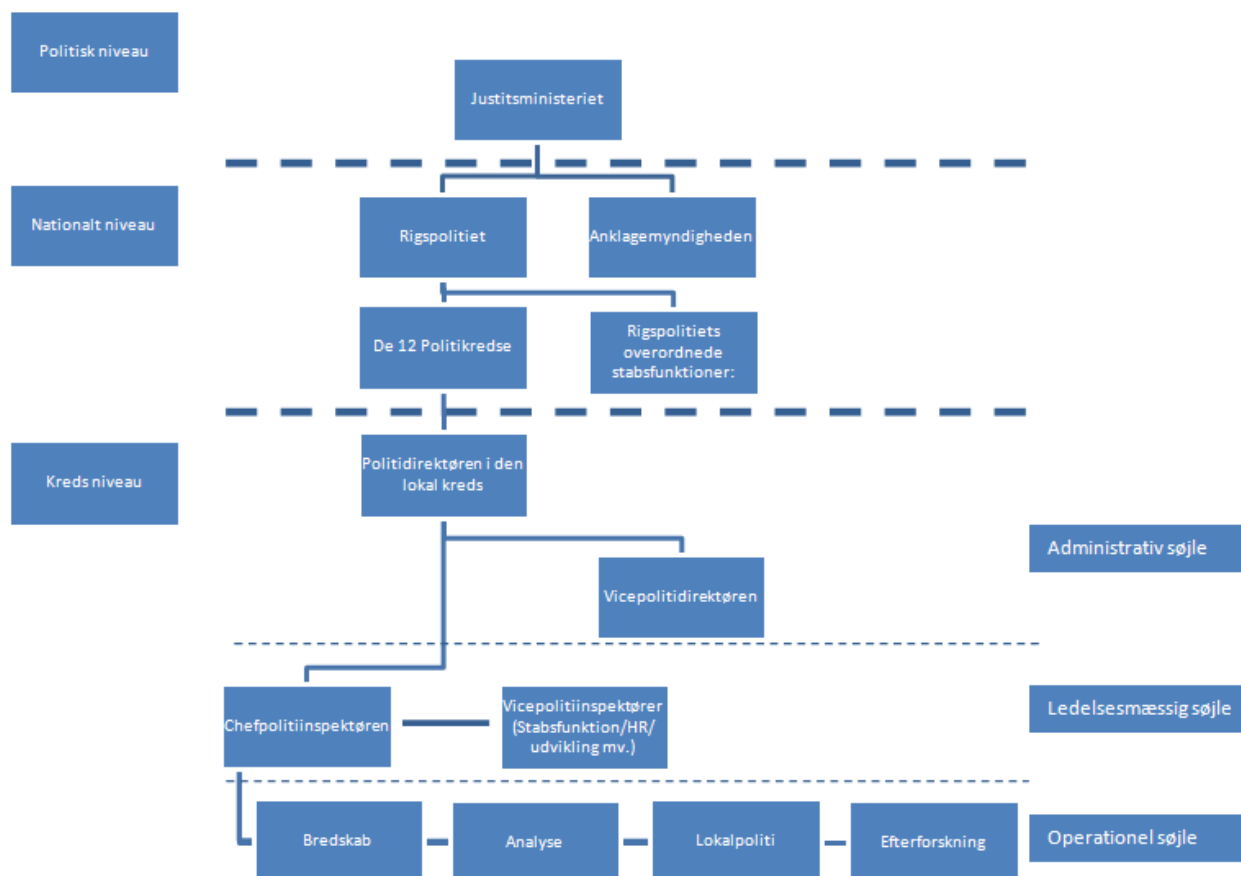 Politisk niveau
Justitsministeriet
Nationalt niveau
Rigspolitiet
Anklagemyndigheden
De 12 Politikredse
Rigspolitiets
overordnede
stabsfunktioner:
Kreds niveau
Politidirektøren i den
lokal kreds
Administrativ søjle
Vicepolitidirektøren
Chefpolitiinspektøren
Vicepolitiinspektører
(Stabsfunktion/HR/
udvikling mv.)
Ledelsesmæssig søjle
Bredskab
Analyse
Lokalpoliti
Efterforskning
Operationel søjle